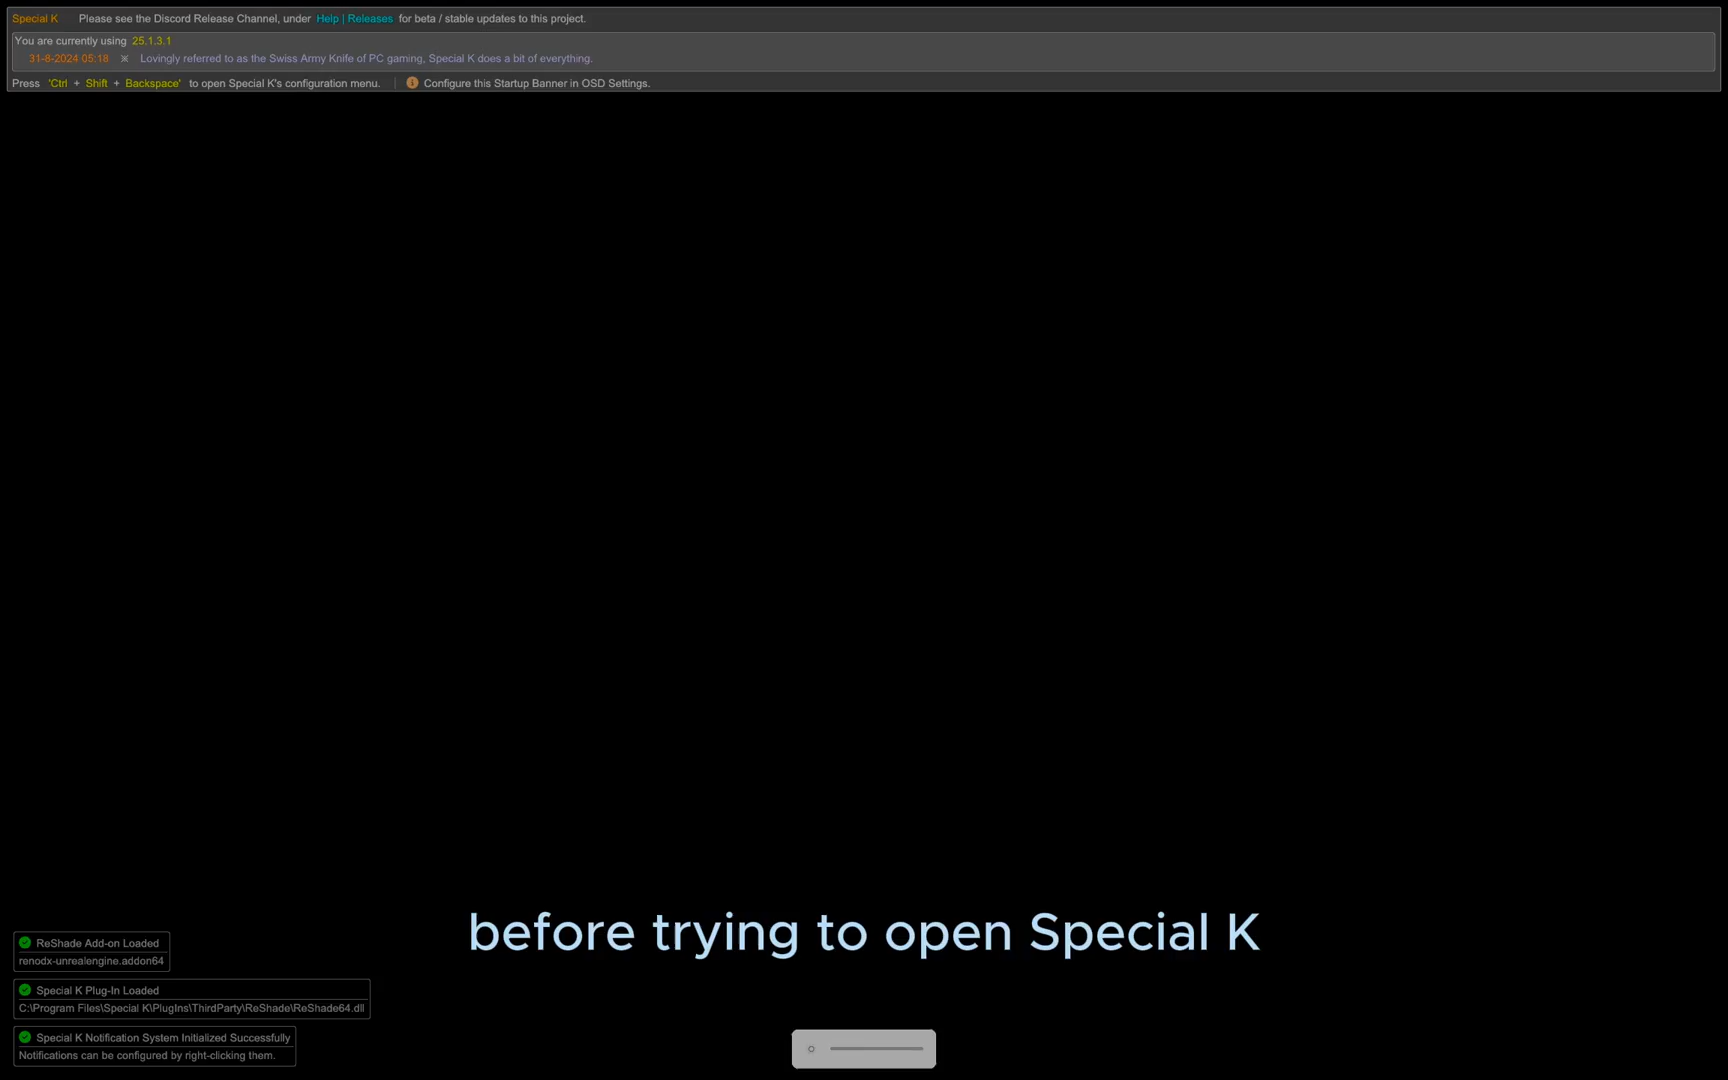 Special K Please see the Discord Release Channel, under Help | Releases for beta / stable updates to this project.
You are currently using 25.1.3.1
31-8-2024 05:18 ※ Lovingly referred to as the Swiss Army Knife of PC gaming, Special K does a bit of everything.
Press 'Ctrl + Shift + Backspace' to open Special K's configuration menu. | Configure this Startup Banner in OSD Settings.
before trying to open Special K
ReShade Add-on Loaded
renodx-unrealengine.addon64
Special K Plug-In Loaded
C:\Program Files\Special K\PlugIns\ThirdParty\ReShade\ReShade64.dll
Special K Notification System Initialized Successfully
Notifications can be configured by right-clicking them.